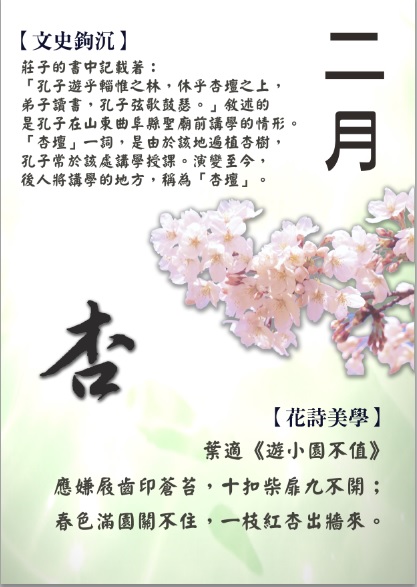 二月
【文史鉤沉】
莊子的書中記載著：
「孔子遊乎輜惟之林，休乎杏壇之上，
弟子讀書，孔子弦歌鼓瑟。」敘述的
是孔子在山東曲阜縣聖廟前講學的情形。
「杏壇」一詞，是由於該地遍植杏樹，
孔子常於該處講學授課。演變至今，
後人將講學的地方，稱為「杏壇」。
杏
【花詩美學】
葉適《遊小園不值》
應嫌屐齒印蒼苔，十扣柴扉九不開；
春色滿園關不住，一枝紅杏出牆來。